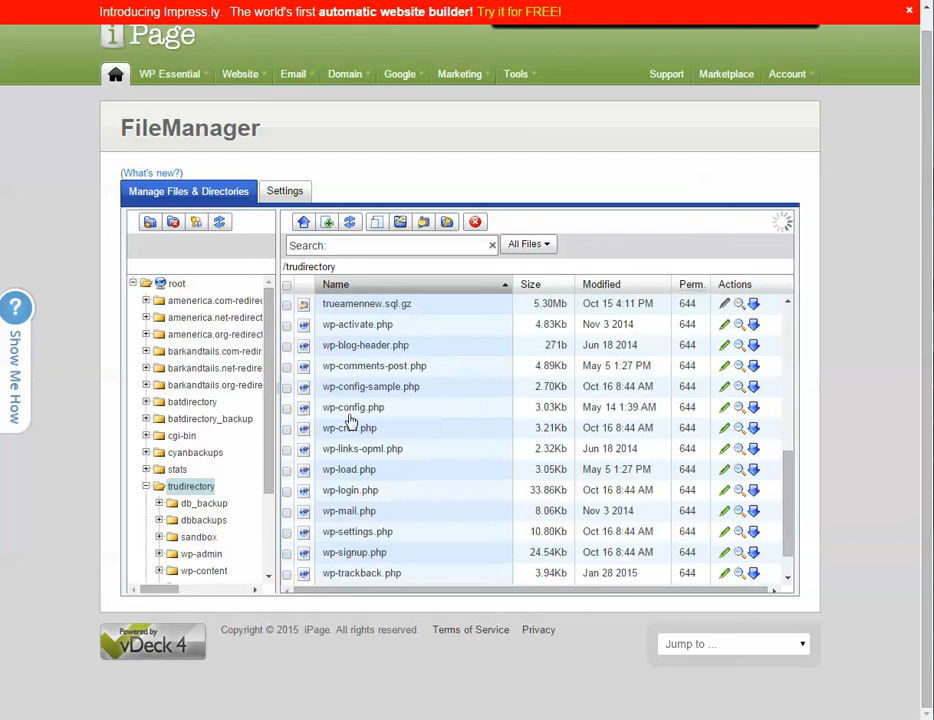 Introducing Impress.ly. The world's first automatic website builder! Try it for FREE!
iPage
WP Essential Website Email Domain Google Marketing Tools Support Marketplace Account
FileManager
(What's new?)
Manage Files & Directories Settings
Search: All Files
/trudirectory
Name Size Modified Perm. Actions
root
amenerica.com-redirec
amenerica.net-redirect
amenerica.org-redirect
barkandtails.com-redir
barkandtails.net-redire
barkandtails.org-redire
batdirectory
batdirectory_backup
cgi-bin
cyanbackups
stats
trudirectory
db_backup
dbbackups
sandbox
wp-admin
wp-content
trueamennew.sql.gz 5.30Mb Oct 15 4:11 PM 644
wp-activate.php 4.83Kb Nov 3 2014 644
wp-blog-header.php 271b Jun 18 2014 644
wp-comments-post.php 4.89Kb May 5 1:27 PM 644
wp-config-sample.php 2.70Kb Oct 16 8:44 AM 644
wp-config.php 3.03Kb May 14 1:39 AM 644
wp-cron.php 3.21Kb Oct 16 8:44 AM 644
wp-links-opml.php 2.32Kb Jun 18 2014 644
wp-load.php 3.05Kb May 5 1:27 PM 644
wp-login.php 33.86Kb Oct 16 8:44 AM 644
wp-mail.php 8.06Kb Nov 3 2014 644
wp-settings.php 10.80Kb Oct 16 8:44 AM 644
wp-signup.php 24.54Kb Oct 16 8:44 AM 644
wp-trackback.php 3.94Kb Jan 28 2015 644
? Show Me How
Powered by
vDeck 4
Copyright © 2015 iPage. All rights reserved. Terms of Service Privacy
Jump to ...